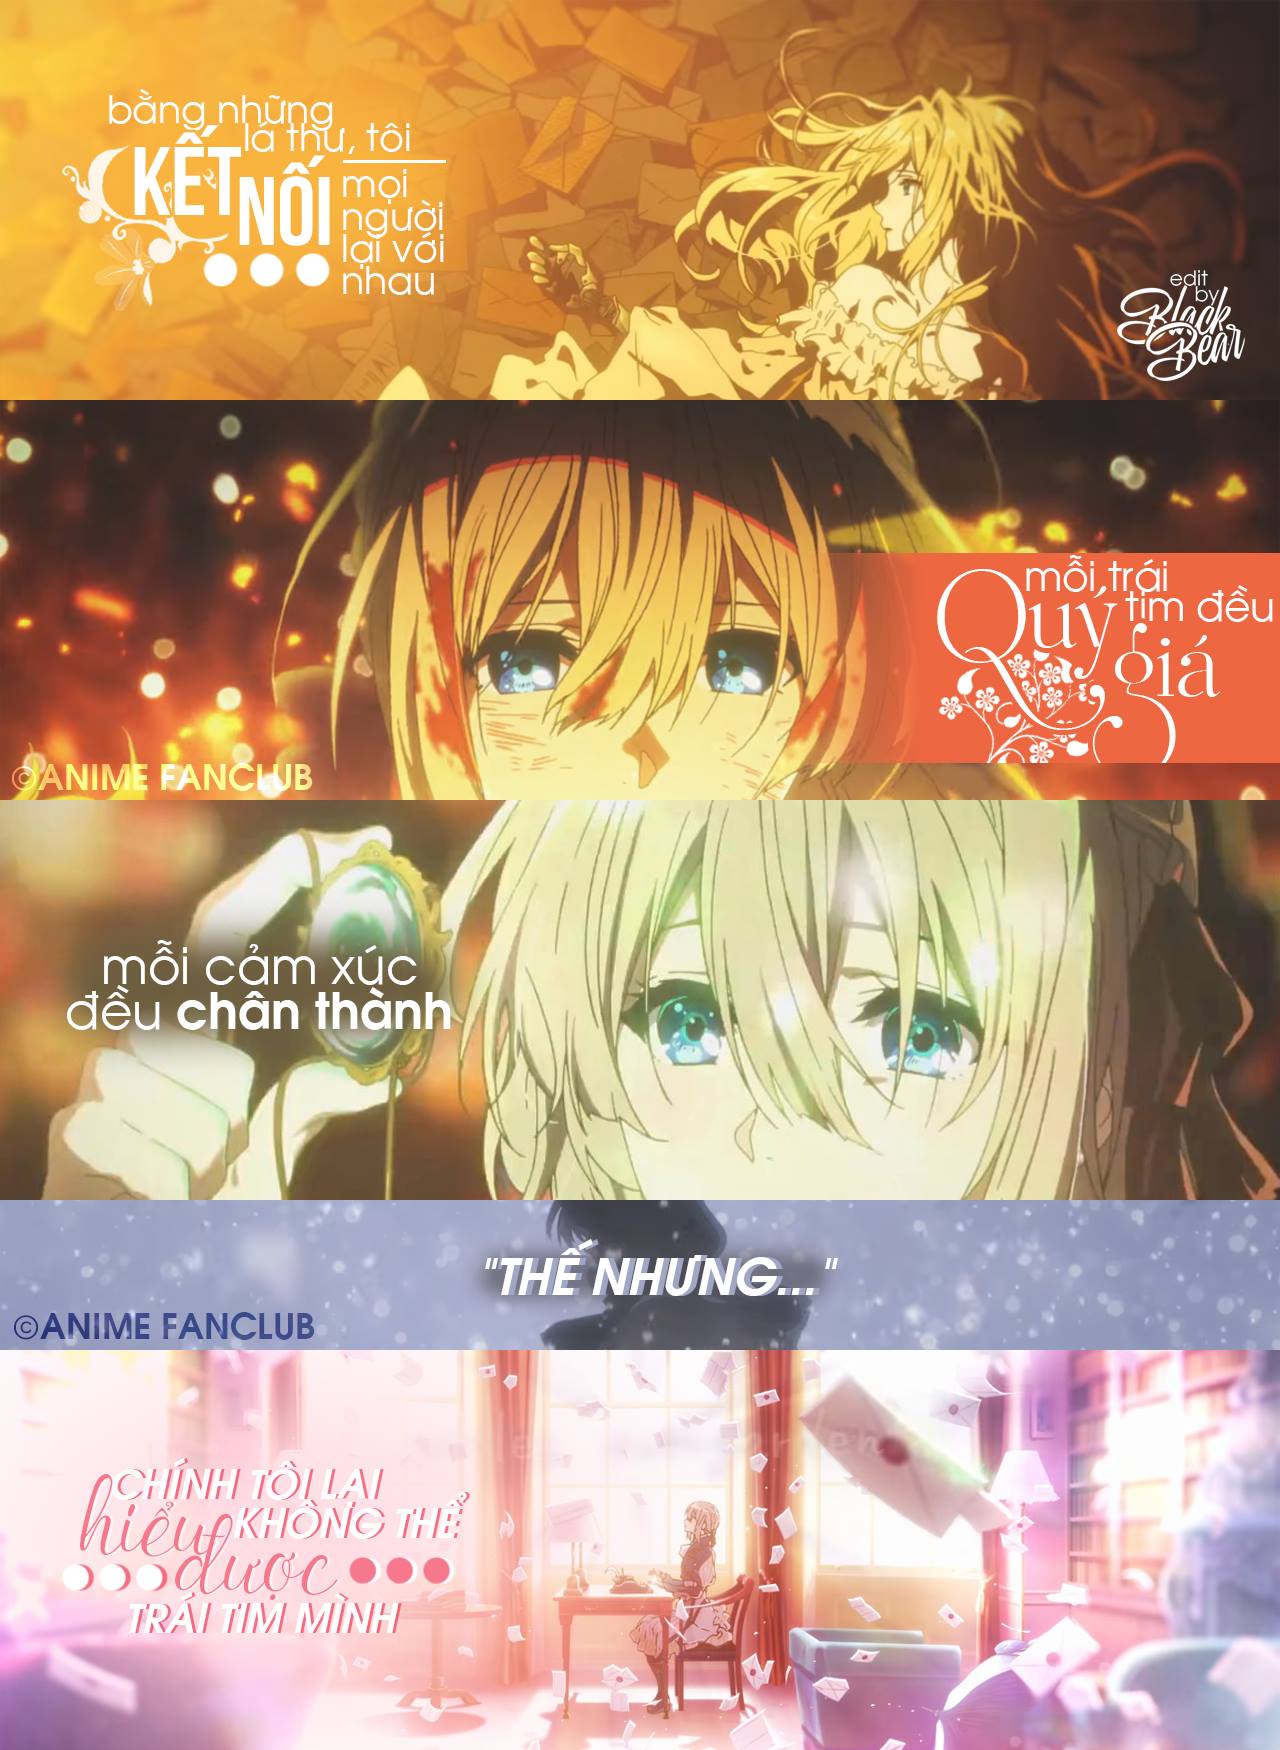 bằng những
lá thư, tôi
KẾT NỐI
mọi
người
lại với
nhau
edit
by
Black
Bear
mỗi trái
tim đều
Quý giá
©ANIME FANCLUB
mỗi cảm xúc
đều chân thành
"THẾ NHƯNG..."
©ANIME FANCLUB
CHÍNH TÔI LẠI
KHÔNG THỂ
hiểu
được
TRÁI TIM MÌNH